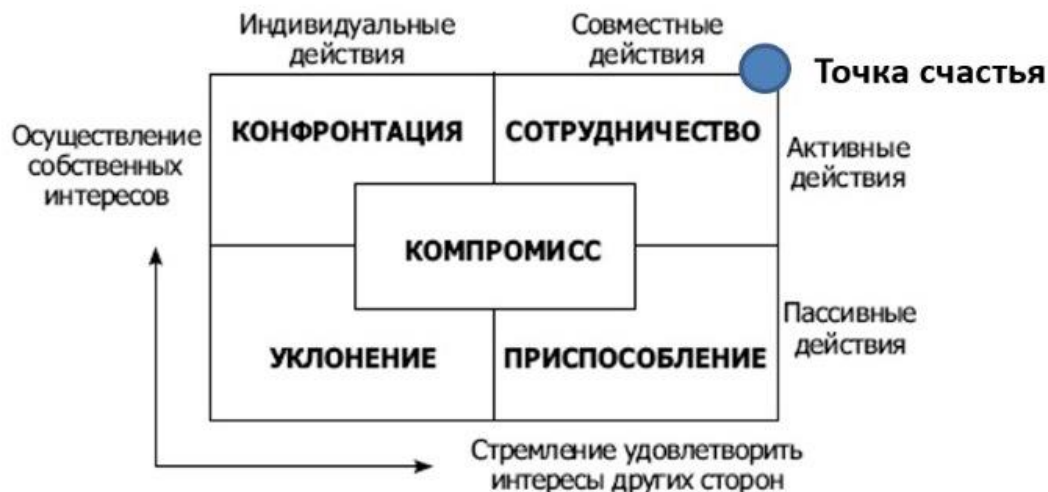 Индивидуальные
действия
Совместные
действия
Точка счастья
Осуществление
собственных
интересов
КОНФРОНТАЦИЯ
СОТРУДНИЧЕСТВО
Активные
действия
КОМПРОМИСС
УКЛОНЕНИЕ
ПРИСПОСОБЛЕНИЕ
Пассивные
действия
Стремление удовлетворить
интересы других сторон